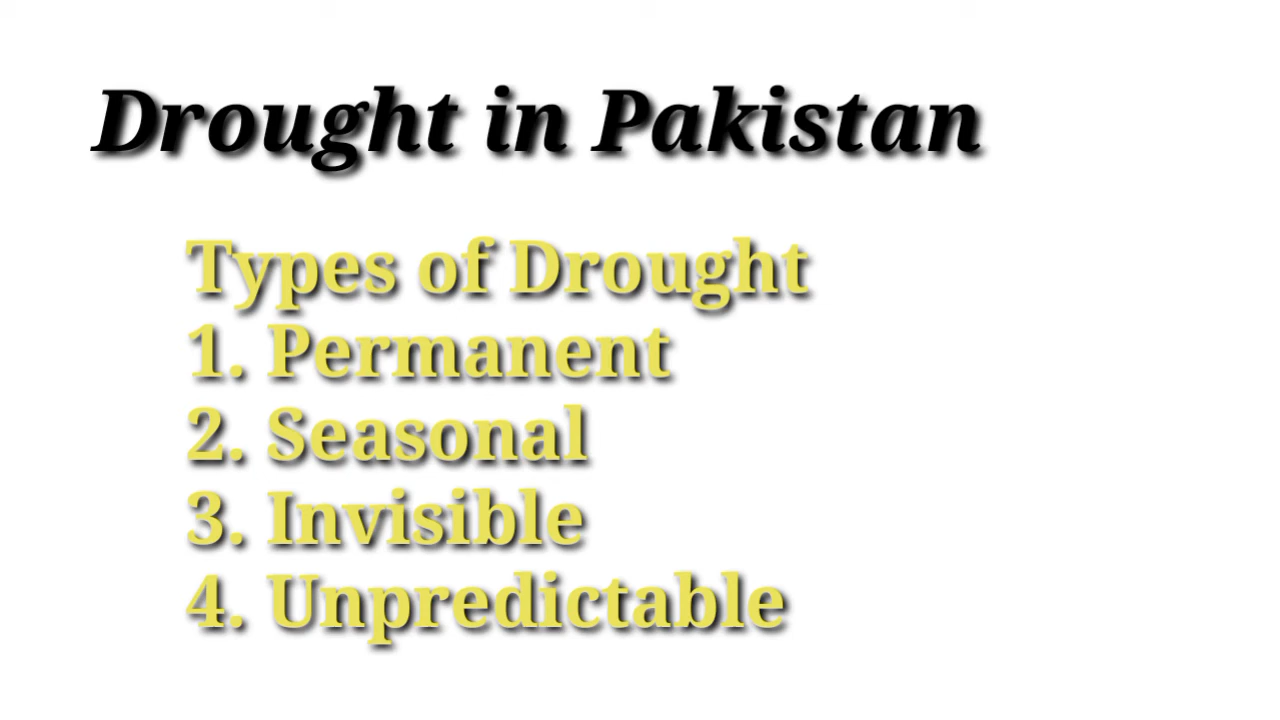 Drought in Pakistan
Types of Drought
1. Permanent
2. Seasonal
3. Invisible
4. Unpredictable